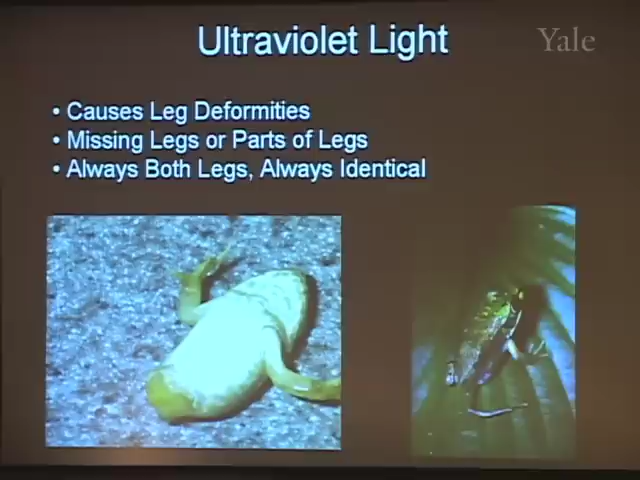 Ultraviolet Light
Yale
• Causes Leg Deformities
• Missing Legs or Parts of Legs
• Always Both Legs, Always Identical